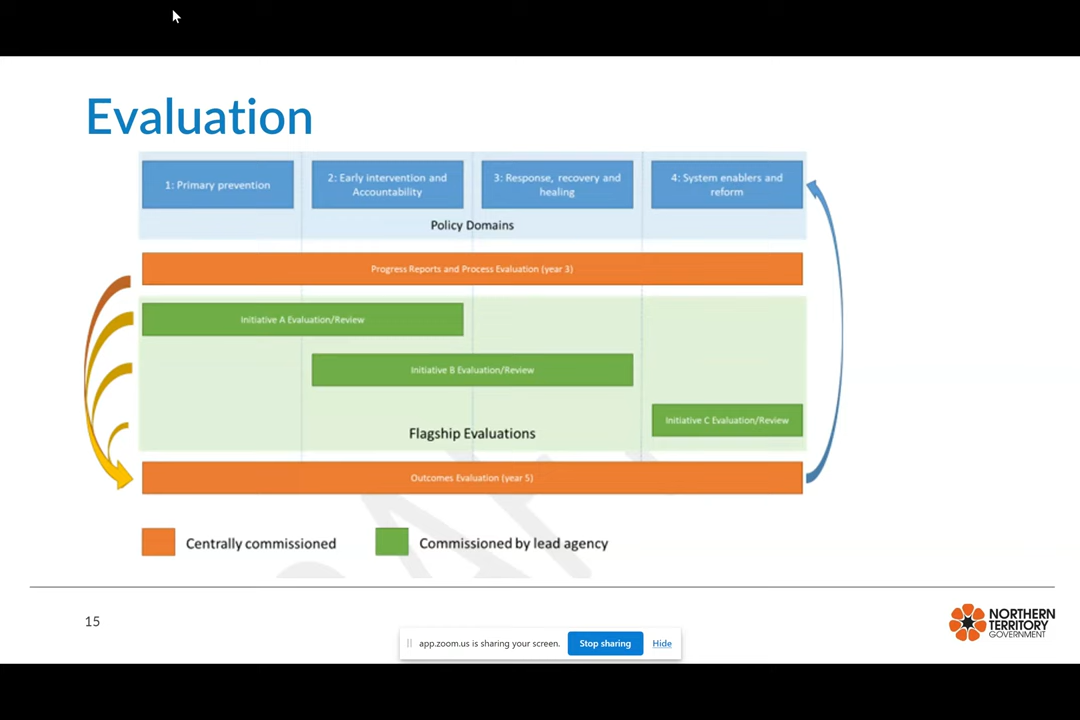 Evaluation
1: Primary prevention
2: Early intervention and
Accountability
3: Response, recovery and
healing
4: System enablers and
reform
Policy Domains
Progress Reports and Process Evaluation (year 3)
Initiative A Evaluation/Review
Initiative B Evaluation/Review
Initiative C Evaluation/Review
Flagship Evaluations
Outcomes Evaluation (year 5)
Centrally commissioned
Commissioned by lead agency
15
NORTHERN
TERRITORY
GOVERNMENT
app.zoom.us is sharing your screen.
Stop sharing
Hide